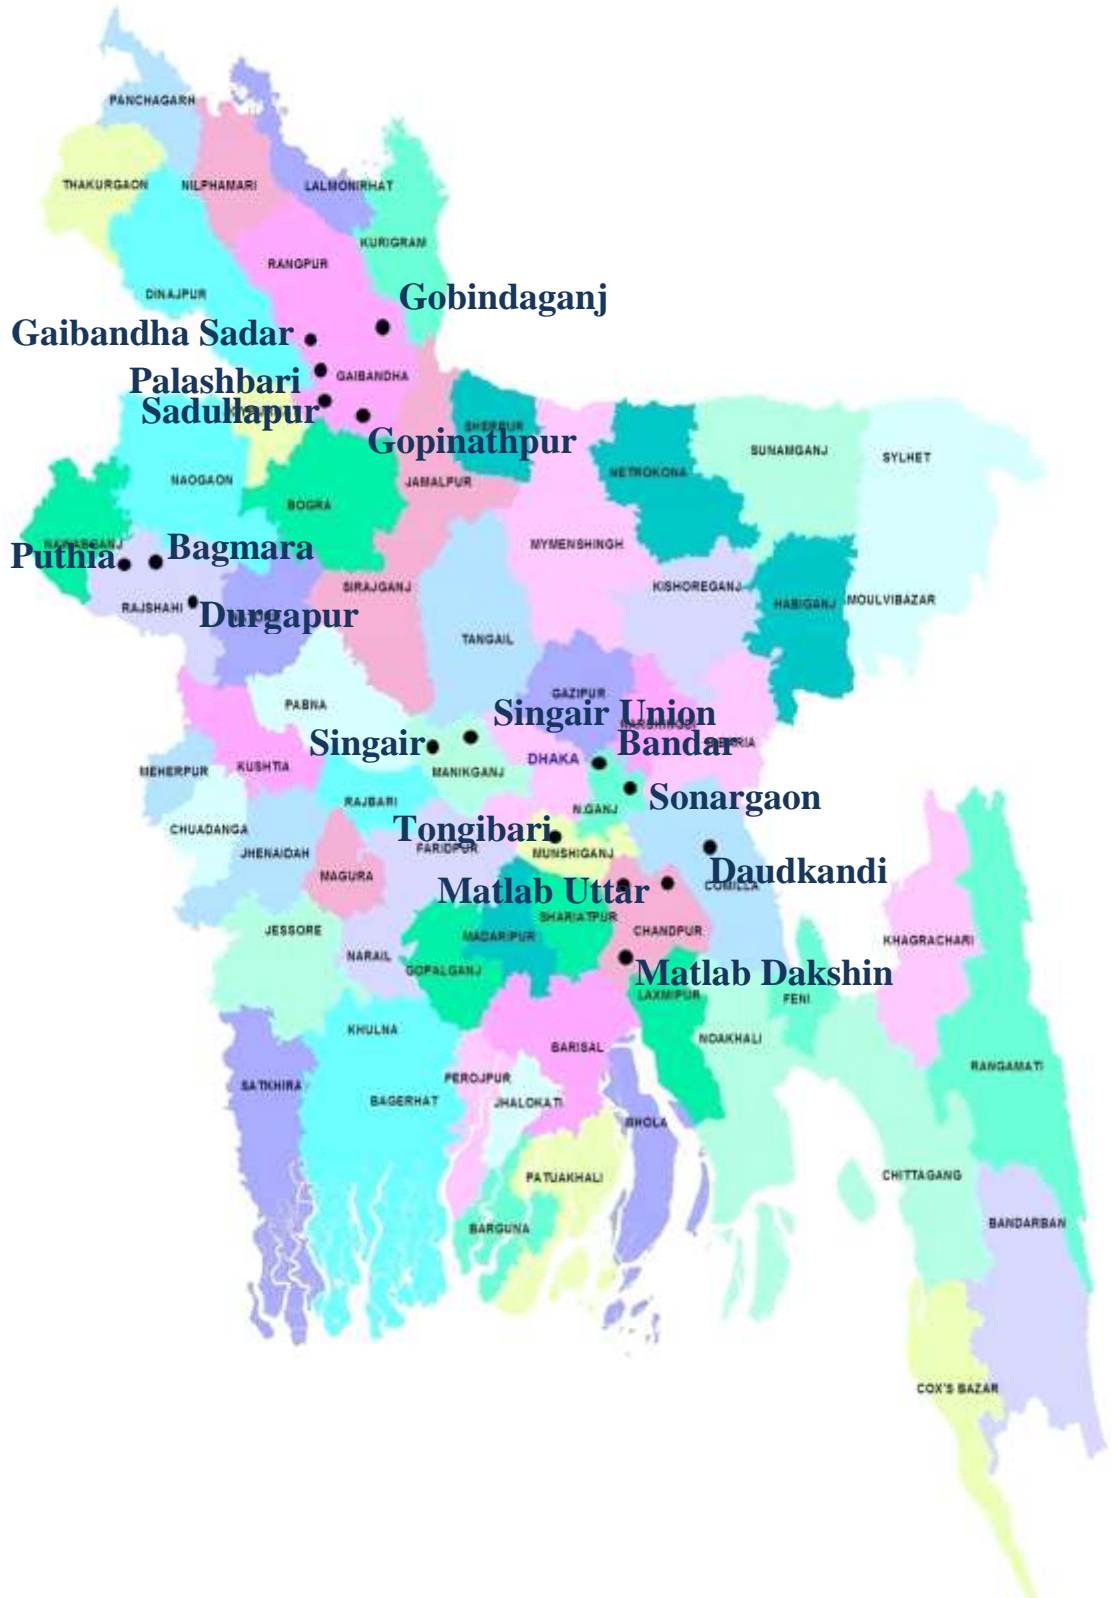 PANCHAGARH
THAKURGAON
NILPHAMARI
LALMONIRHAT
KURIGRAM
RANGPUR
DINAJPUR
Gobindaganj
Gaibandha Sadar
Palashbari
GAIBANDHA
Sadullapur
SHERPUR
Gopinathpur
SUNAMGANJ
SYLHET
NETROKONA
NAOGAON
JAMALPUR
BOGRA
NAWABGANJ
MYMENSHINGH
Puthia
Bagmara
KISHOREGANJ
SIRAJGANJ
HABIGANJ
MOULVIBAZAR
RAJSHAHI
Durgapur
TANGAIL
GAZIPUR
PABNA
Singair Union
NARSHINGDI
Singair
Bandar
DHAKA
MEHERPUR
KUSHTIA
MANIKGANJ
RAJBARI
Sonargaon
N.GANJ
CHUADANGA
Tongibari
FARIDPUR
JHENAIDAH
MUNSHIGANJ
MAGURA
Daudkandi
COMILLA
Matlab Uttar
SHARIATPUR
JESSORE
CHANDPUR
MADARIPUR
KHAGRACHARI
NARAIL
GOPALGANJ
Matlab Dakshin
LAXMIPUR
FENI
KHULNA
NOAKHALI
BARISAL
RANGAMATI
SATKHIRA
PEROJPUR
BAGERHAT
JHALOKATI
BHOLA
PATUAKHALI
CHITTAGANG
BARGUNA
BANDARBAN
COX'S BAZAR